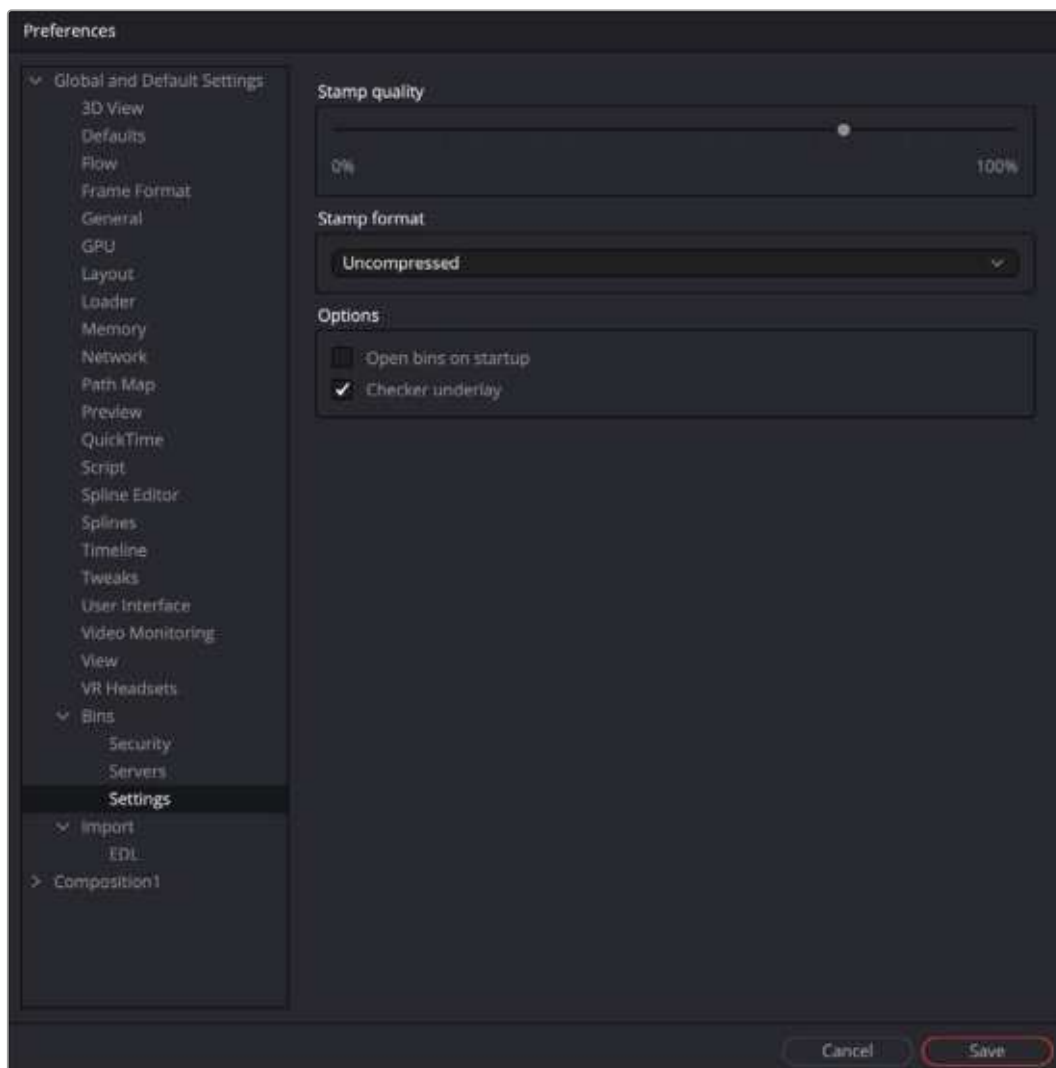 Preferences
Global and Default Settings
3D View
Defaults
Flow
Frame Format
General
GPU
Layout
Loader
Memory
Network
Path Map
Preview
QuickTime
Script
Spline Editor
Splines
Timeline
Tweaks
User Interface
Video Monitoring
View
VR Headsets
Bins
Security
Servers
Settings
Import
EDL
Composition1
Stamp quality
0% 100%
Stamp format
Uncompressed
Options
Open bins on startup
Checker underlay
Cancel Save